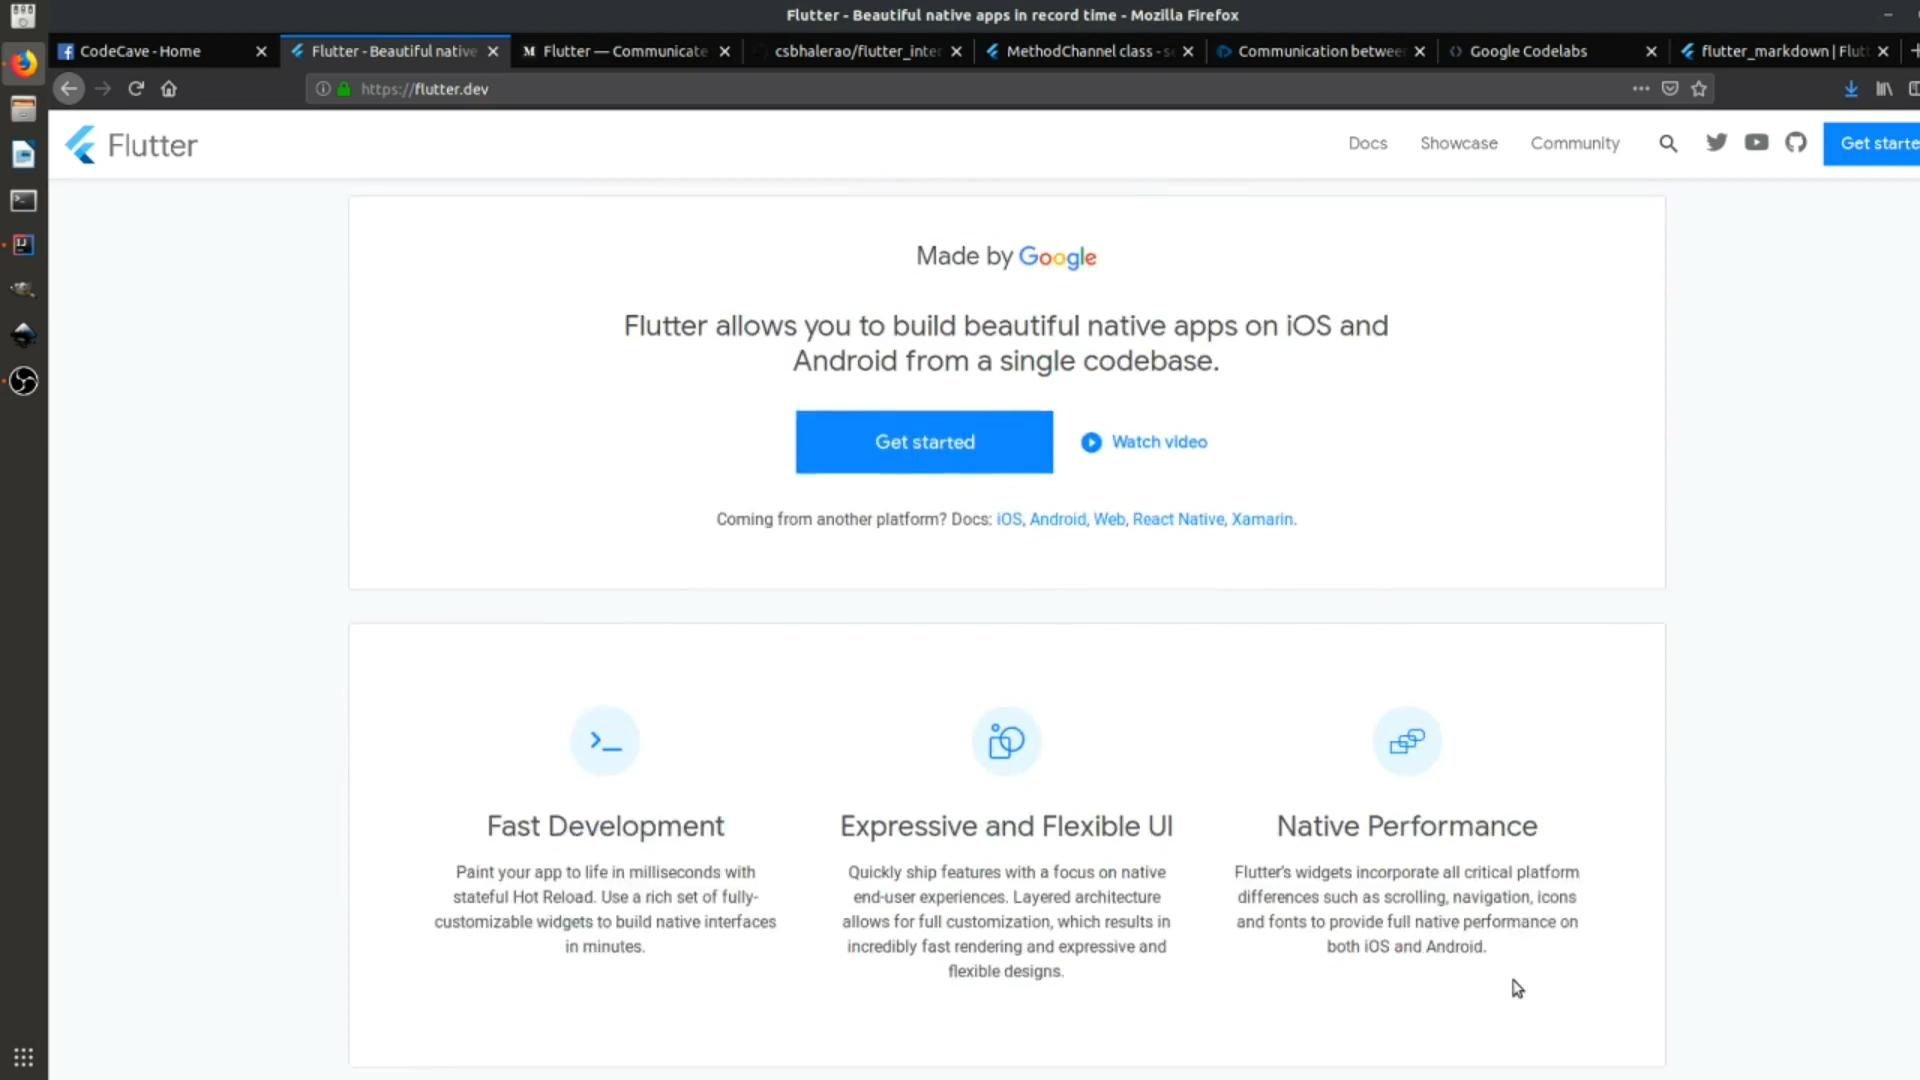 Flutter - Beautiful native apps in record time - Mozilla Firefox
CodeCave - Home
Flutter - Beautiful native
Flutter — Communicate
csbhalerao/flutter_inter
MethodChannel class - s
Communication betwee
Google Codelabs
flutter_markdown | Flut
https://flutter.dev
Flutter
Docs
Showcase
Community
Get starte
Made by Google
Flutter allows you to build beautiful native apps on iOS and
Android from a single codebase.
Get started
Watch video
Coming from another platform? Docs: iOS, Android, Web, React Native, Xamarin.
Fast Development
Paint your app to life in milliseconds with
stateful Hot Reload. Use a rich set of fully-
customizable widgets to build native interfaces
in minutes.
Expressive and Flexible UI
Quickly ship features with a focus on native
end-user experiences. Layered architecture
allows for full customization, which results in
incredibly fast rendering and expressive and
flexible designs.
Native Performance
Flutter's widgets incorporate all critical platform
differences such as scrolling, navigation, icons
and fonts to provide full native performance on
both iOS and Android.